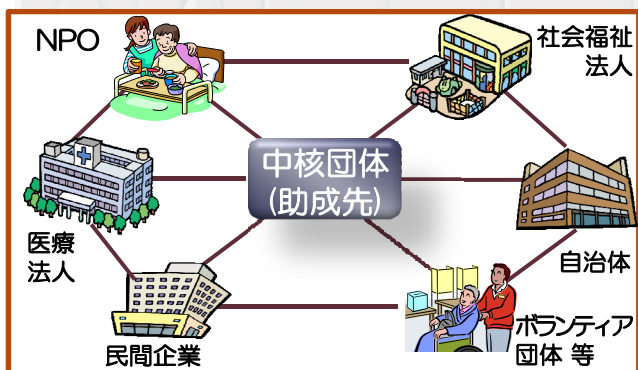 NPO
社会福祉
法人
中核団体
(助成先)
医療
法人
自治体
民間企業
ボランティア
団体 等